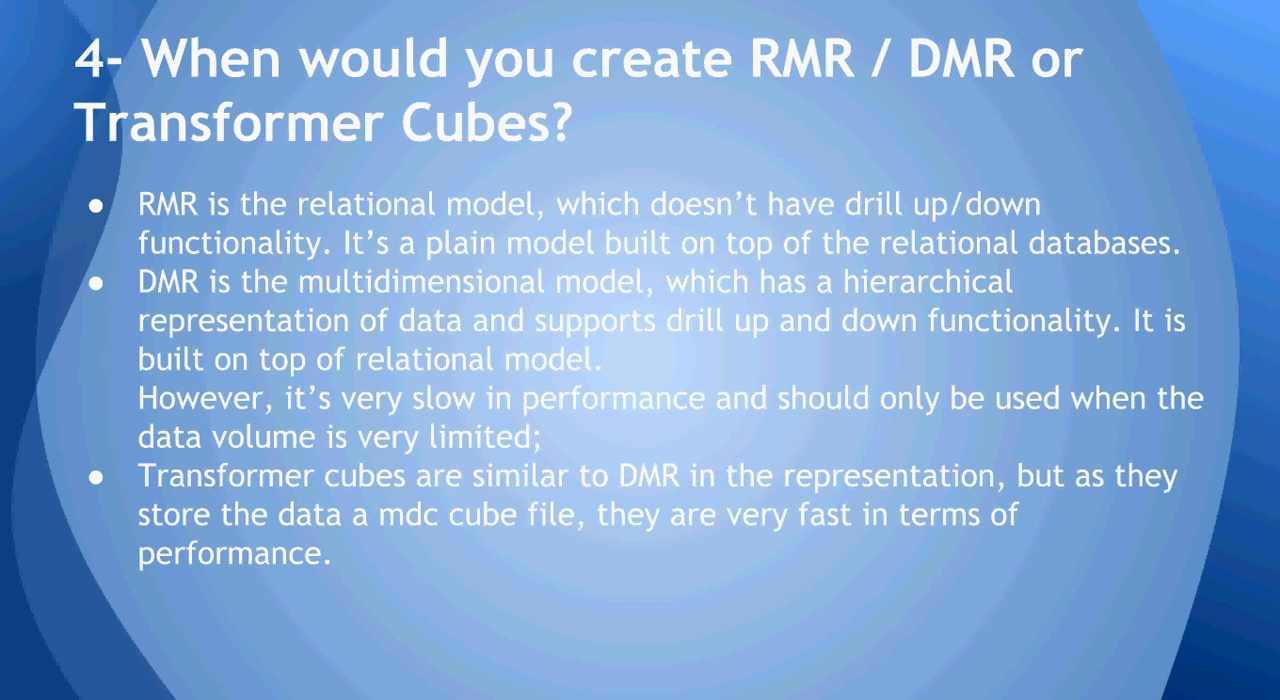 4- When would you create RMR / DMR or
Transformer Cubes?
● RMR is the relational model, which doesn’t have drill up/down
functionality. It’s a plain model built on top of the relational databases.
● DMR is the multidimensional model, which has a hierarchical
representation of data and supports drill up and down functionality. It is
built on top of relational model.
However, it’s very slow in performance and should only be used when the
data volume is very limited;
● Transformer cubes are similar to DMR in the representation, but as they
store the data a mdc cube file, they are very fast in terms of
performance.